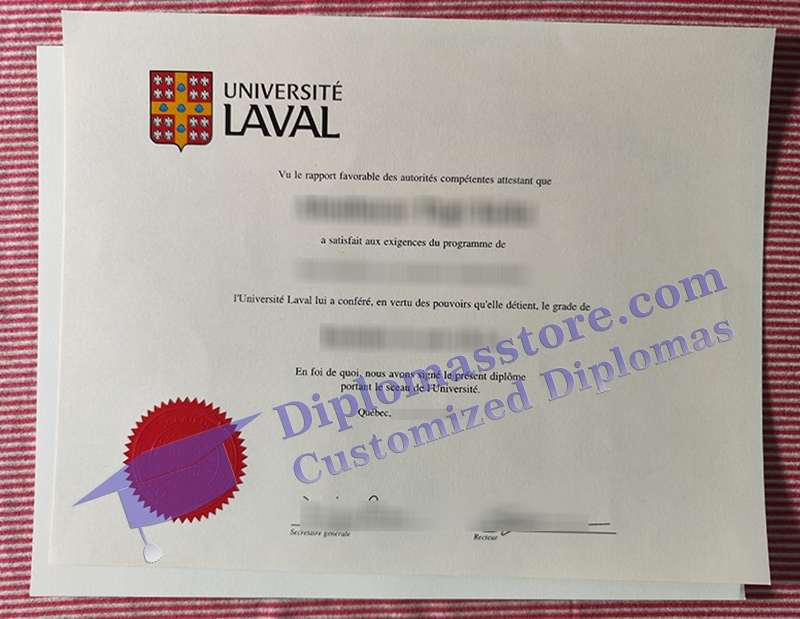 UNIVERSITÉ
LAVAL
Vu le rapport favorable des autorités compétentes attestant que
a satisfait aux exigences du programme de
l'Université Laval lui a conféré, en vertu des pouvoirs qu'elle détient, le grade de
En foi de quoi, nous avons signé le présent diplôme
portant le sceau de l'Université.
Québec,
Diplomasstore.com
Customized Diplomas
Secrétaire générale
Recteur